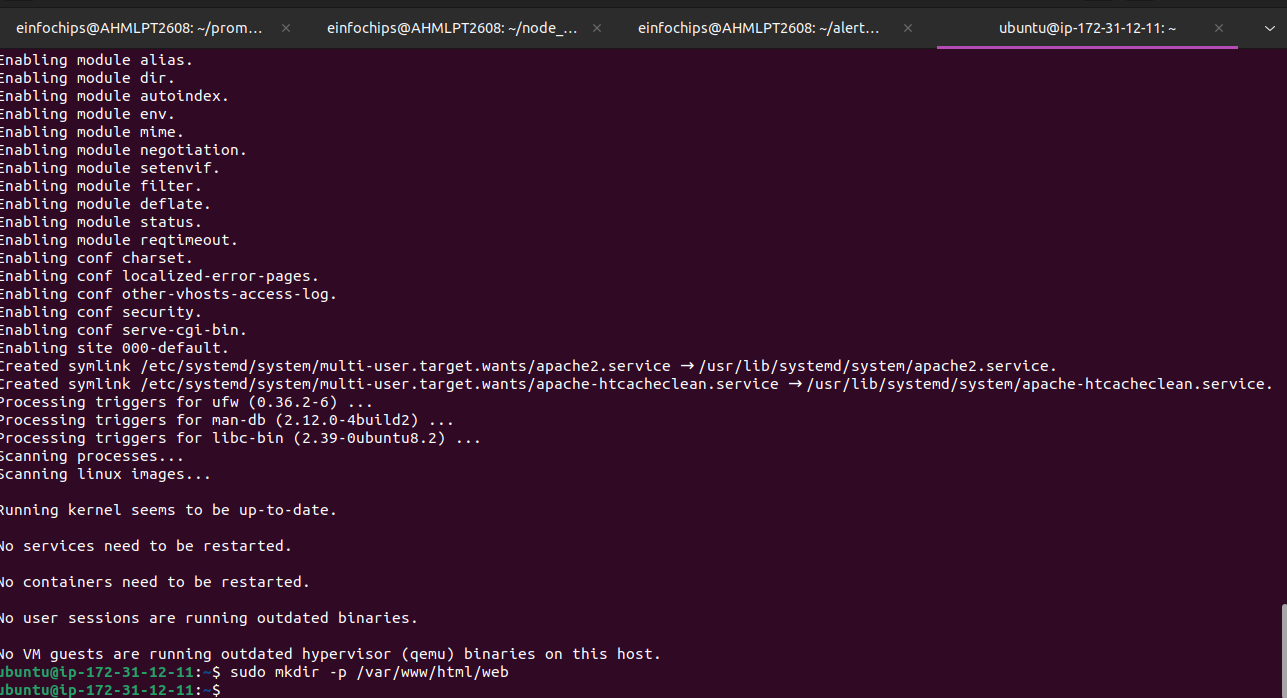 einfochips@AHMLPT2608: ~/prom...
einfochips@AHMLPT2608: ~/node_...
einfochips@AHMLPT2608: ~/alert...
ubuntu@ip-172-31-12-11: ~
Enabling module alias.
Enabling module dir.
Enabling module autoindex.
Enabling module env.
Enabling module mime.
Enabling module negotiation.
Enabling module setenvif.
Enabling module filter.
Enabling module deflate.
Enabling module status.
Enabling module reqtimeout.
Enabling conf charset.
Enabling conf localized-error-pages.
Enabling conf other-vhosts-access-log.
Enabling conf security.
Enabling conf serve-cgi-bin.
Enabling site 000-default.
Created symlink /etc/systemd/system/multi-user.target.wants/apache2.service → /usr/lib/systemd/system/apache2.service.
Created symlink /etc/systemd/system/multi-user.target.wants/apache-htcacheclean.service → /usr/lib/systemd/system/apache-htcacheclean.service.
Processing triggers for ufw (0.36.2-6) ...
Processing triggers for man-db (2.12.0-4build2) ...
Processing triggers for libc-bin (2.39-0ubuntu8.2) ...
Scanning processes...
Scanning linux images...
Running kernel seems to be up-to-date.
No services need to be restarted.
No containers need to be restarted.
No user sessions are running outdated binaries.
No VM guests are running outdated hypervisor (qemu) binaries on this host.
ubuntu@ip-172-31-12-11:~$ sudo mkdir -p /var/www/html/web
ubuntu@ip-172-31-12-11:~$